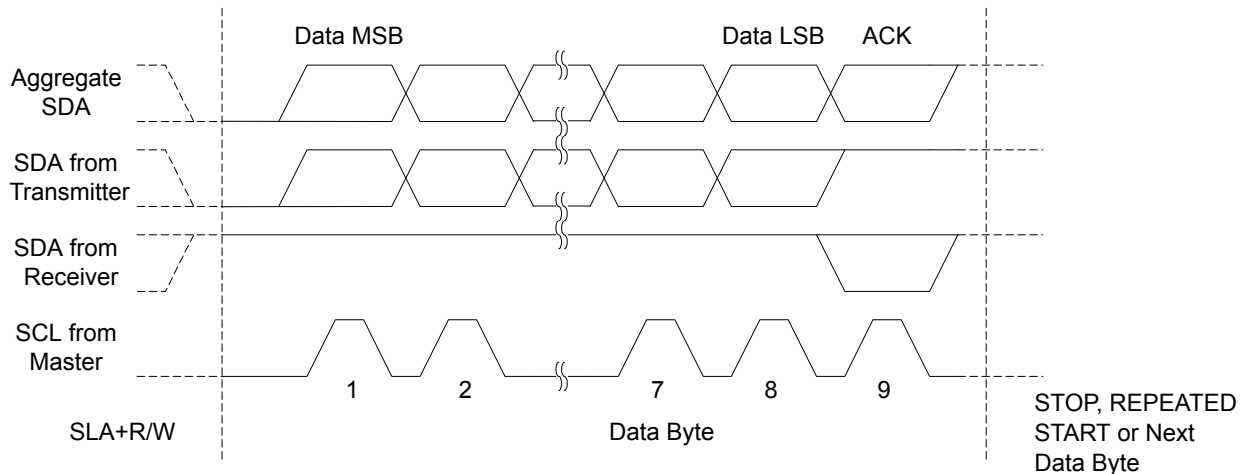 Data MSB
Data LSB
ACK
Aggregate
SDA
SDA from
Transmitter
SDA from
Receiver
SCL from
Master
1
2
7
8
9
SLA+R/W
Data Byte
STOP, REPEATED
START or Next
Data Byte